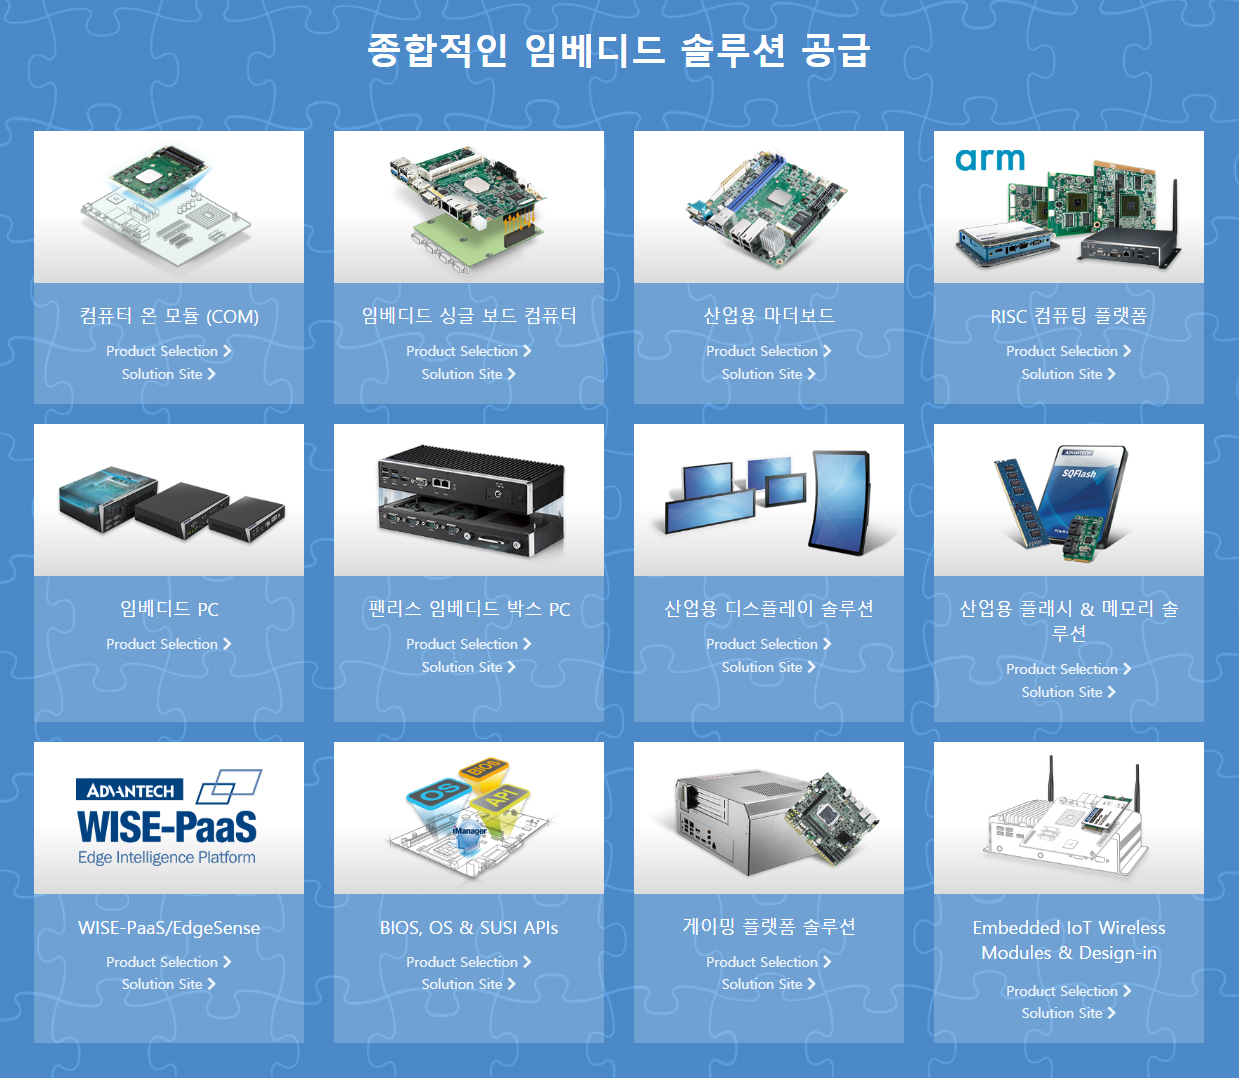 종합적인 임베디드 솔루션 공급
arm
컴퓨터 온 모듈 (COM)
Product Selection
Solution Site
임베디드 싱글 보드 컴퓨터
Product Selection
Solution Site
산업용 마더보드
Product Selection
Solution Site
RISC 컴퓨팅 플랫폼
Product Selection
Solution Site
임베디드 PC
Product Selection
팬리스 임베디드 박스 PC
Product Selection
Solution Site
산업용 디스플레이 솔루션
Product Selection
Solution Site
ADVANTECH
SQFlash
산업용 플래시 & 메모리 솔
루션
Product Selection
Solution Site
ADVANTECH
WISE-PaaS
Edge Intelligence Platform
WISE-PaaS/EdgeSense
Product Selection
Solution Site
BIOS
OS
API
iManager
BIOS, OS & SUSI APIs
Product Selection
Solution Site
게이밍 플랫폼 솔루션
Product Selection
Solution Site
Embedded IoT Wireless
Modules & Design-in
Product Selection
Solution Site